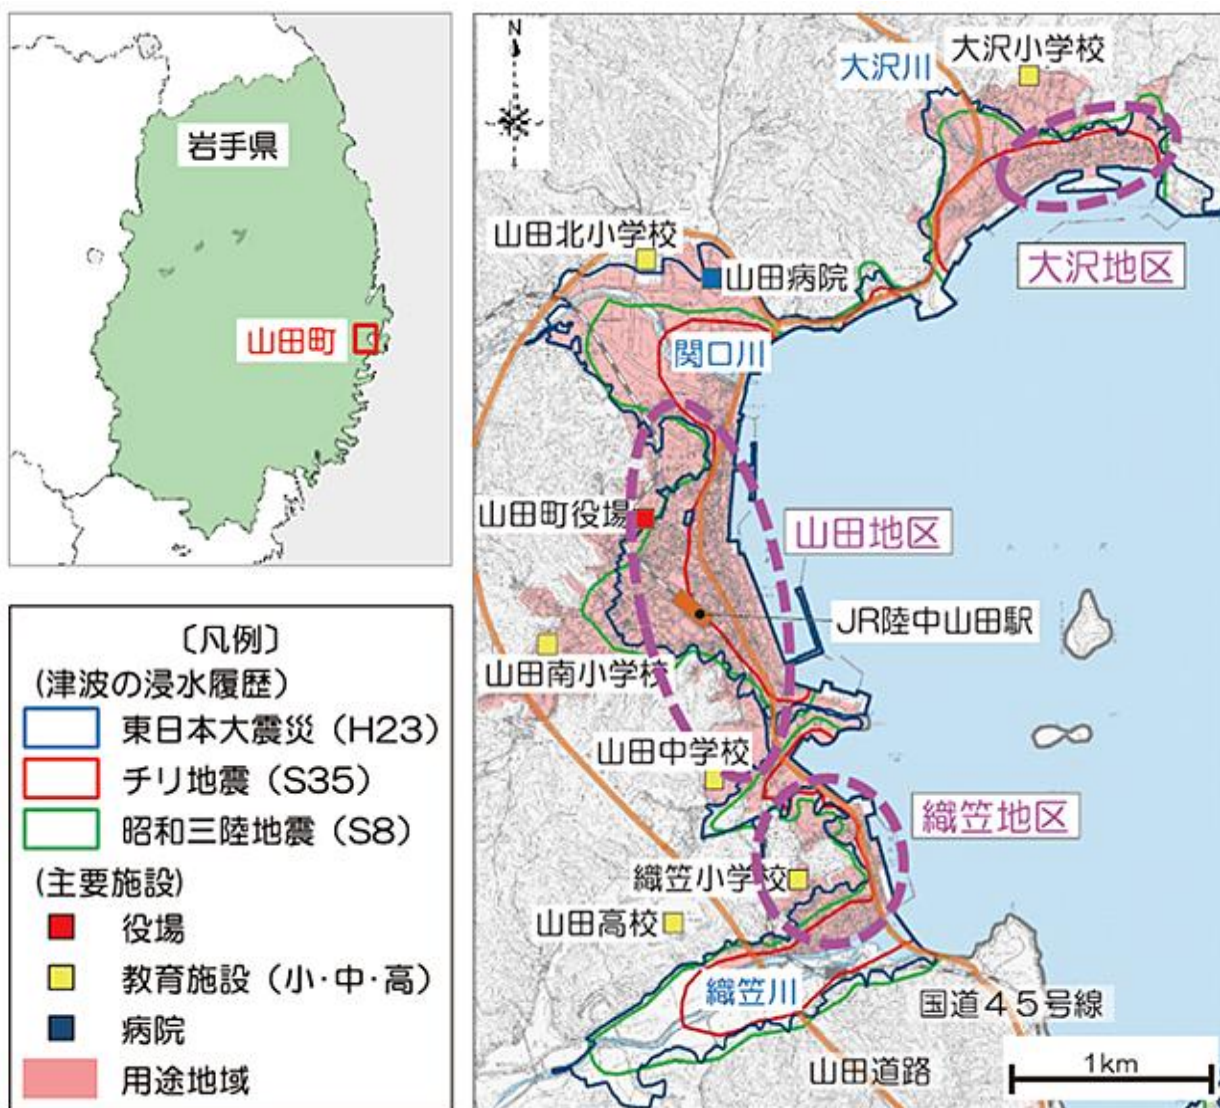 岩手県
山田町
〔凡例〕
(津波の浸水履歴)
東日本大震災（H23）
チリ地震（S35）
昭和三陸地震（S8）
(主要施設)
役場
教育施設（小・中・高）
病院
用途地域
N
大沢川
大沢小学校
大沢地区
山田北小学校
山田病院
関口川
山田町役場
山田地区
JR陸中山田駅
山田南小学校
山田中学校
織笠地区
織笠小学校
山田高校
織笠川
国道４５号線
山田道路
1km